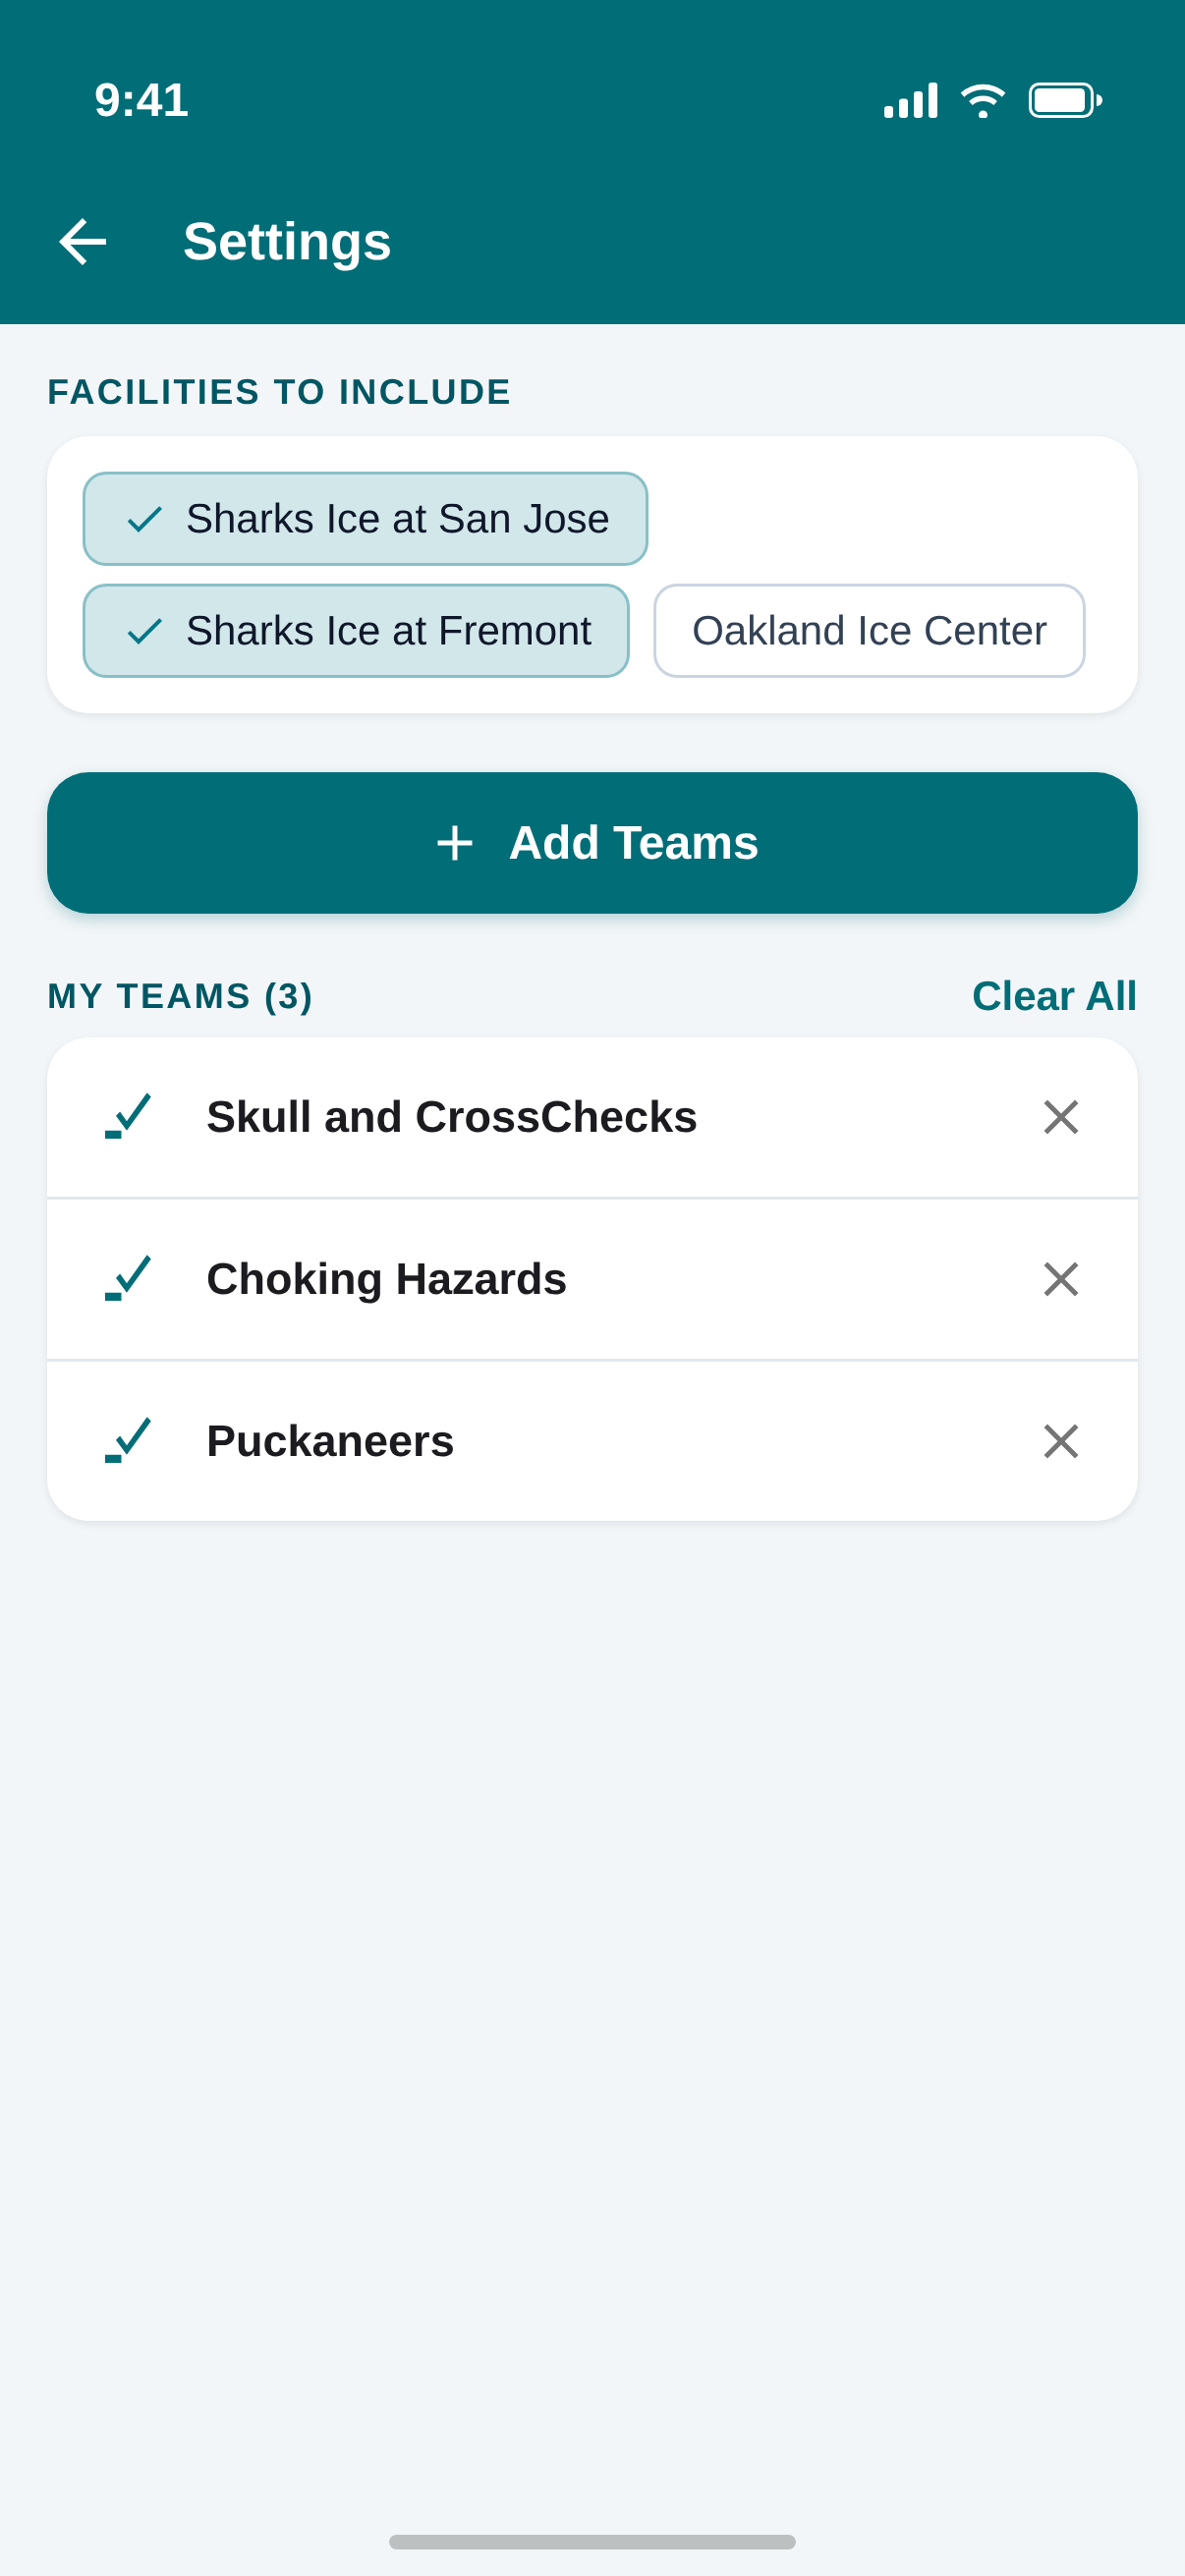 9:41
Settings
FACILITIES TO INCLUDE
Sharks Ice at San Jose
Sharks Ice at Fremont
Oakland Ice Center
Add Teams
MY TEAMS (3)
Clear All
Skull and CrossChecks
Choking Hazards
Puckaneers